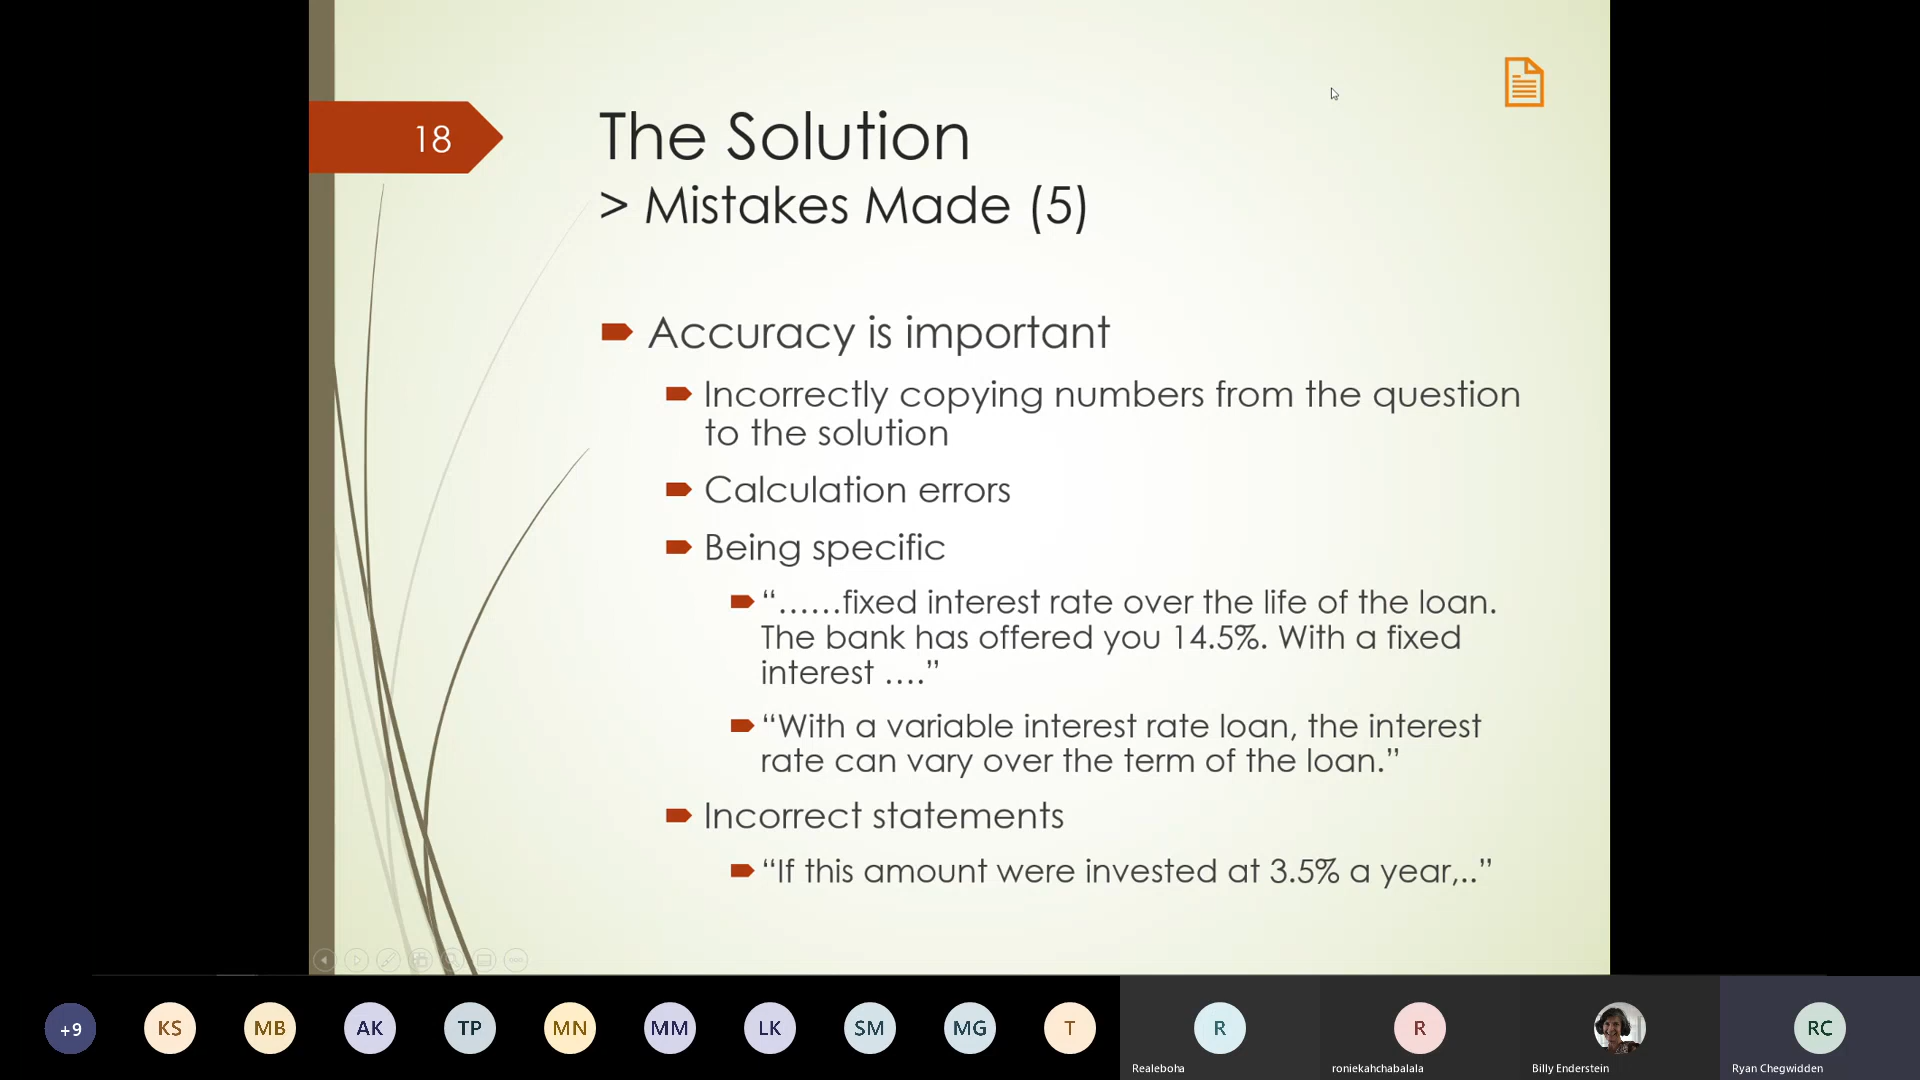 18
The Solution
> Mistakes Made (5)
Accuracy is important
Incorrectly copying numbers from the question
to the solution
Calculation errors
Being specific
“……fixed interest rate over the life of the loan.
The bank has offered you 14.5%. With a fixed
interest ….”
“With a variable interest rate loan, the interest
rate can vary over the term of the loan.”
Incorrect statements
“If this amount were invested at 3.5% a year,..”
+9 KS MB AK TP MN MM LK SM MG T R R RC
Realeboha roniekahchabalala Billy Enderstein Ryan Chegwidden